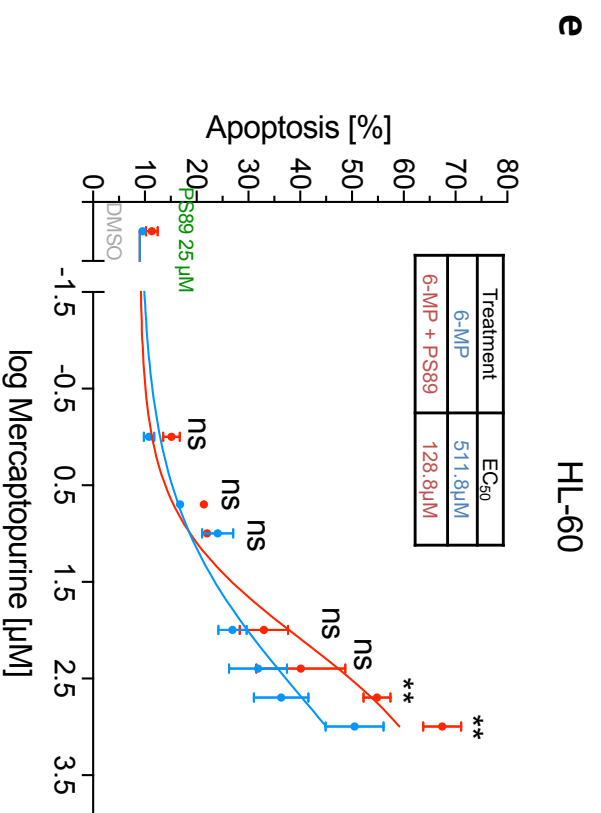 e
HL-60
Treatment EC50
6-MP 511.8µM
6-MP + PS89 128.8µM
Apoptosis [%]
80
70
60
50
40
30
20
10
0
PS89 25 µM
DMSO
ns
ns
ns
ns
ns
**
**
-1.5 -0.5 0.5 1.5 2.5 3.5
log Mercaptopurine [µM]